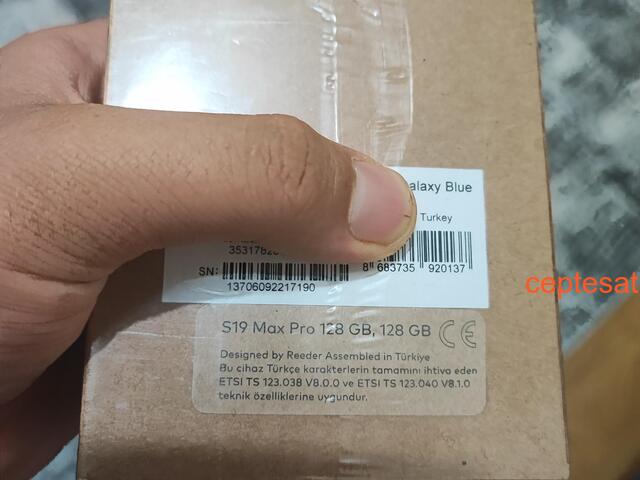 alaxy Blue
Turkey
SN:
13706092217190
8 683735 920137
ceptesat
S19 Max Pro 128 GB, 128 GB CE
Designed by Reeder Assembled in Türkiye
Bu cihaz Türkçe karakterlerin tamamını ihtiva eden
ETSI TS 123.038 V8.0.0 ve ETSI TS 123.040 V8.1.0
teknik özelliklerine uygundur.